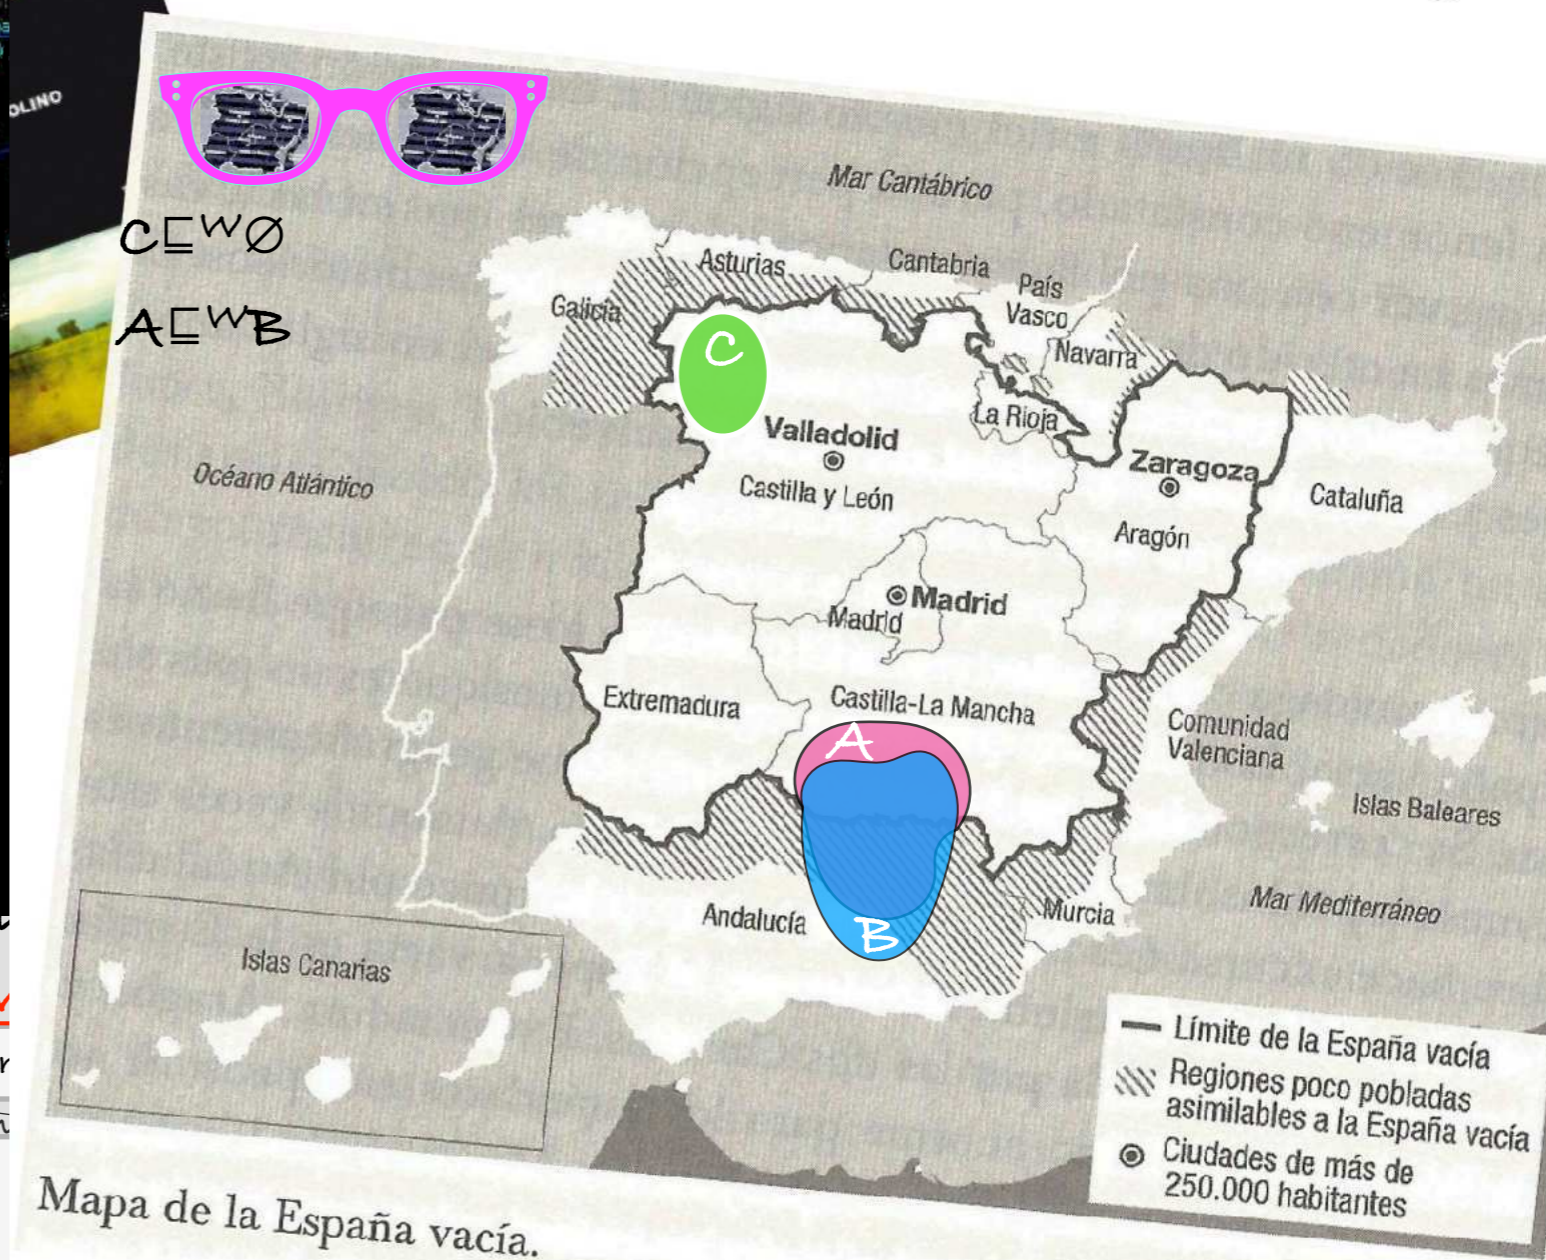 OLINO
C⊑ᵂ∅
A⊑ᵂB
Mar Cantábrico
Asturias
Cantabria
País
Vasco
Galicia
Navarra
C
La Rioja
Valladolid
Zaragoza
Océano Atlántico
Castilla y León
Cataluña
Aragón
Madrid
Madrid
Extremadura
Castilla-La Mancha
A
Comunidad
Valenciana
Islas Baleares
Andalucía
B
Murcia
Mar Mediterráneo
Islas Canarias
Límite de la España vacía
Regiones poco pobladas
asimilables a la España vacía
Ciudades de más de
250.000 habitantes
Mapa de la España vacía.